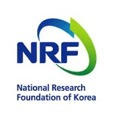 NRF
National Research
Foundation of Korea